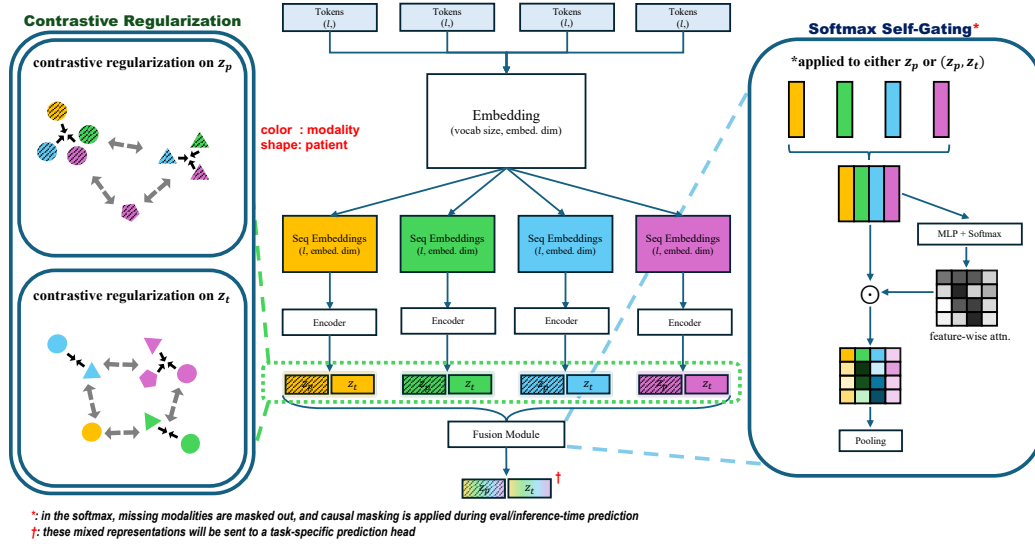 Contrastive Regularization
contrastive regularization on z_p
color : modality
shape: patient
contrastive regularization on z_t
Tokens
(l,)
Tokens
(l,)
Tokens
(l,)
Tokens
(l,)
Embedding
(vocab size, embed. dim)
Seq Embeddings
(l, embed. dim)
Seq Embeddings
(l, embed. dim)
Seq Embeddings
(l, embed. dim)
Seq Embeddings
(l, embed. dim)
Encoder
Encoder
Encoder
Encoder
z_p z_t
z_p z_t
z_p z_t
z_p z_t
Fusion Module
z_p z_t †
Softmax Self-Gating*
*applied to either z_p or (z_p, z_t)
MLP + Softmax
feature-wise attn.
Pooling
*: in the softmax, missing modalities are masked out, and causal masking is applied during eval/inference-time prediction
†: these mixed representations will be sent to a task-specific prediction head